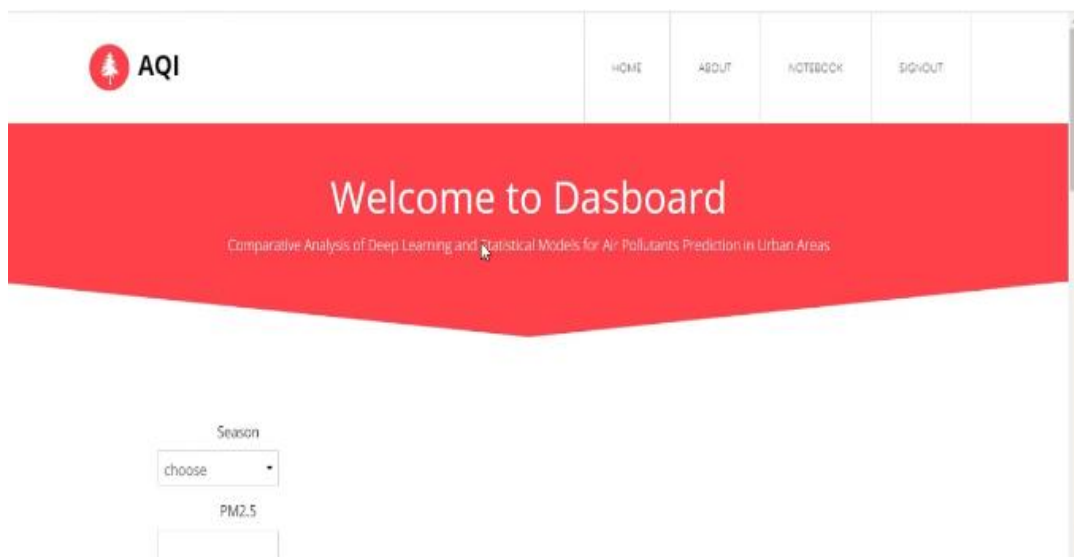 AQI
HOME
ABOUT
NOTEBOOK
SIGNOUT
Welcome to Dasboard
Comparative Analysis of Deep Learning and Statistical Models for Air Pollutants Prediction in Urban Areas
Season
choose
PM2.5